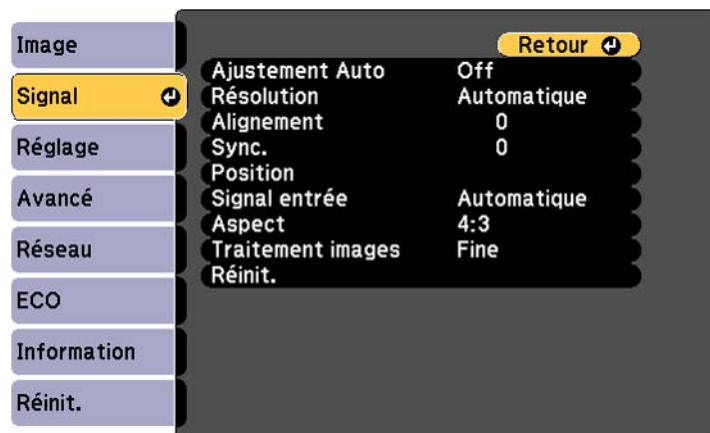 Image
Signal
Réglage
Avancé
Réseau
ECO
Information
Réinit.
Retour
Ajustement Auto Off
Résolution Automatique
Alignement 0
Sync. 0
Position
Signal entrée Automatique
Aspect 4:3
Traitement images Fine
Réinit.